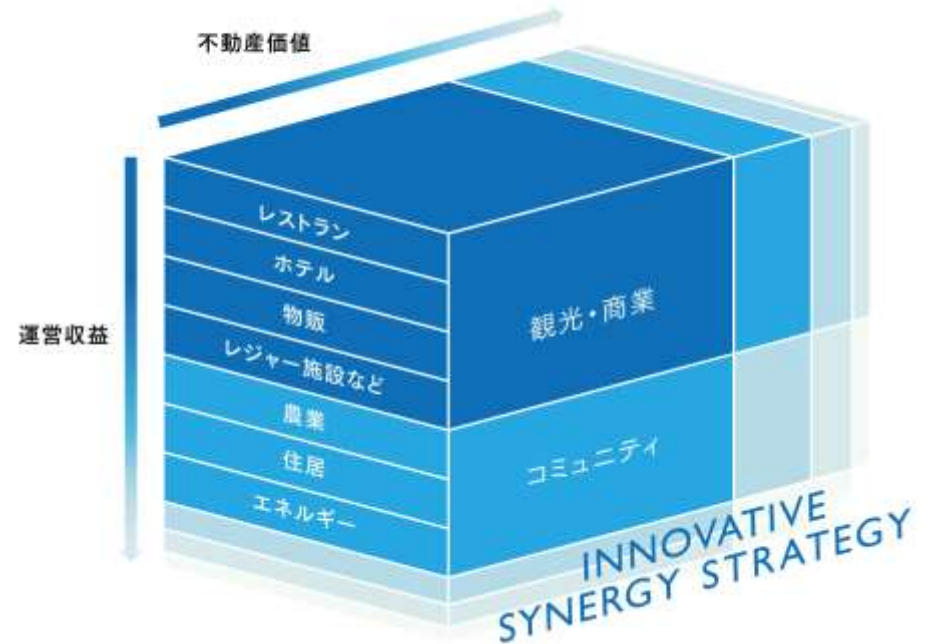 不動産価値
運営収益
レストラン
ホテル
物販
レジャー施設など
農業
住居
エネルギー
観光・商業
コミュニティ
INNOVATIVE
SYNERGY STRATEGY